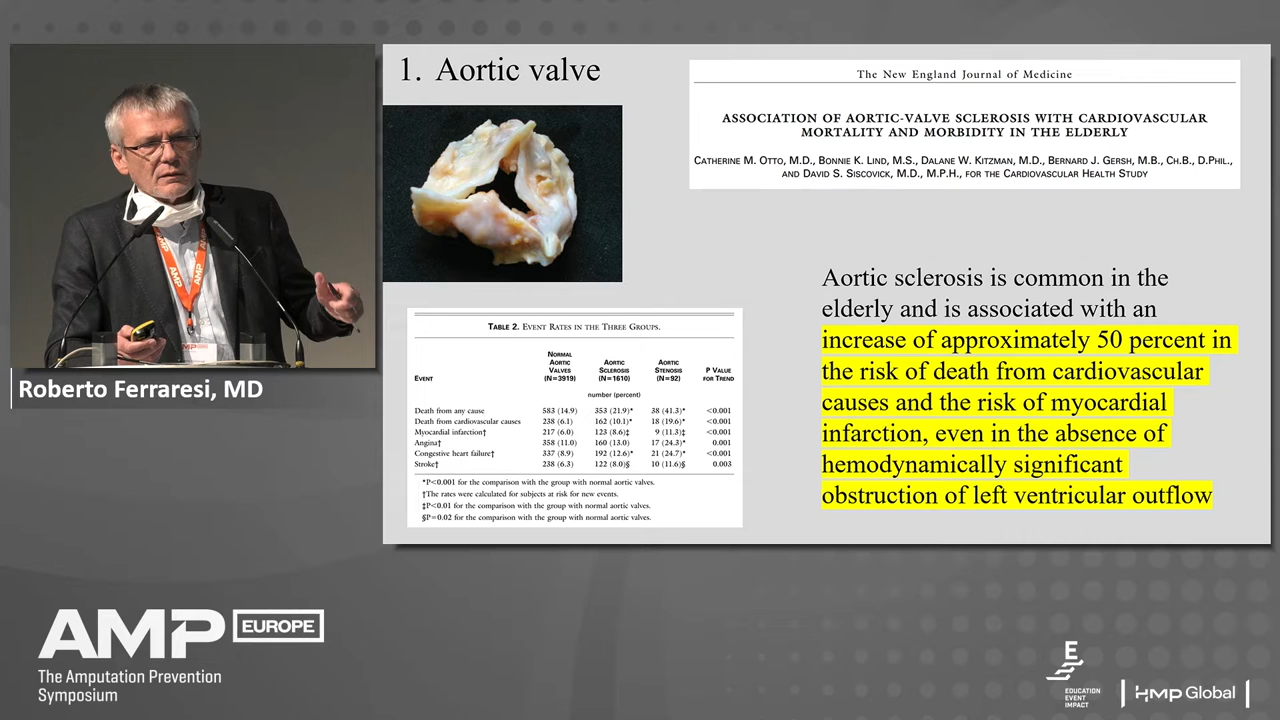 1. Aortic valve
The New England Journal of Medicine
ASSOCIATION OF AORTIC-VALVE SCLEROSIS WITH CARDIOVASCULAR
MORTALITY AND MORBIDITY IN THE ELDERLY
CATHERINE M. OTTO, M.D., BONNIE K. LIND, M.S., DALANE W. KITZMAN, M.D., BERNARD J. GERSH, M.B., CH.B., D.PHIL.,
AND DAVID S. SISCOVICK, M.D., M.P.H., FOR THE CARDIOVASCULAR HEALTH STUDY
Aortic sclerosis is common in the
elderly and is associated with an
increase of approximately 50 percent in
the risk of death from cardiovascular
causes and the risk of myocardial
infarction, even in the absence of
hemodynamically significant
obstruction of left ventricular outflow
TABLE 2. EVENT RATES IN THE THREE GROUPS.
EVENT NORMAL AORTIC VALVES (N=3919) AORTIC SCLEROSIS (N=1610) AORTIC STENOSIS (N=92) P VALUE FOR TREND
number (percent)
Death from any cause 583 (14.9) 353 (21.9)* 38 (41.3)* <0.001
Death from cardiovascular causes 238 (6.1) 162 (10.1)* 18 (19.6)* <0.001
Myocardial infarction† 217 (6.0) 123 (8.6)‡ 9 (11.3)‡ <0.001
Angina† 358 (11.0) 160 (13.0) 17 (24.3)* 0.001
Congestive heart failure† 337 (8.9) 192 (12.6)* 21 (24.7)* <0.001
Stroke† 238 (6.3) 122 (8.0)§ 10 (11.6)§ 0.003
*P<0.001 for the comparison with the group with normal aortic valves.
†The rates were calculated for subjects at risk for new events.
‡P<0.01 for the comparison with the group with normal aortic valves.
§P=0.02 for the comparison with the group with normal aortic valves.
AMP
AMP
AMP
Roberto Ferraresi, MD
AMP EUROPE
The Amputation Prevention
Symposium
E
EDUCATION
EVENT
IMPACT
HMP Global